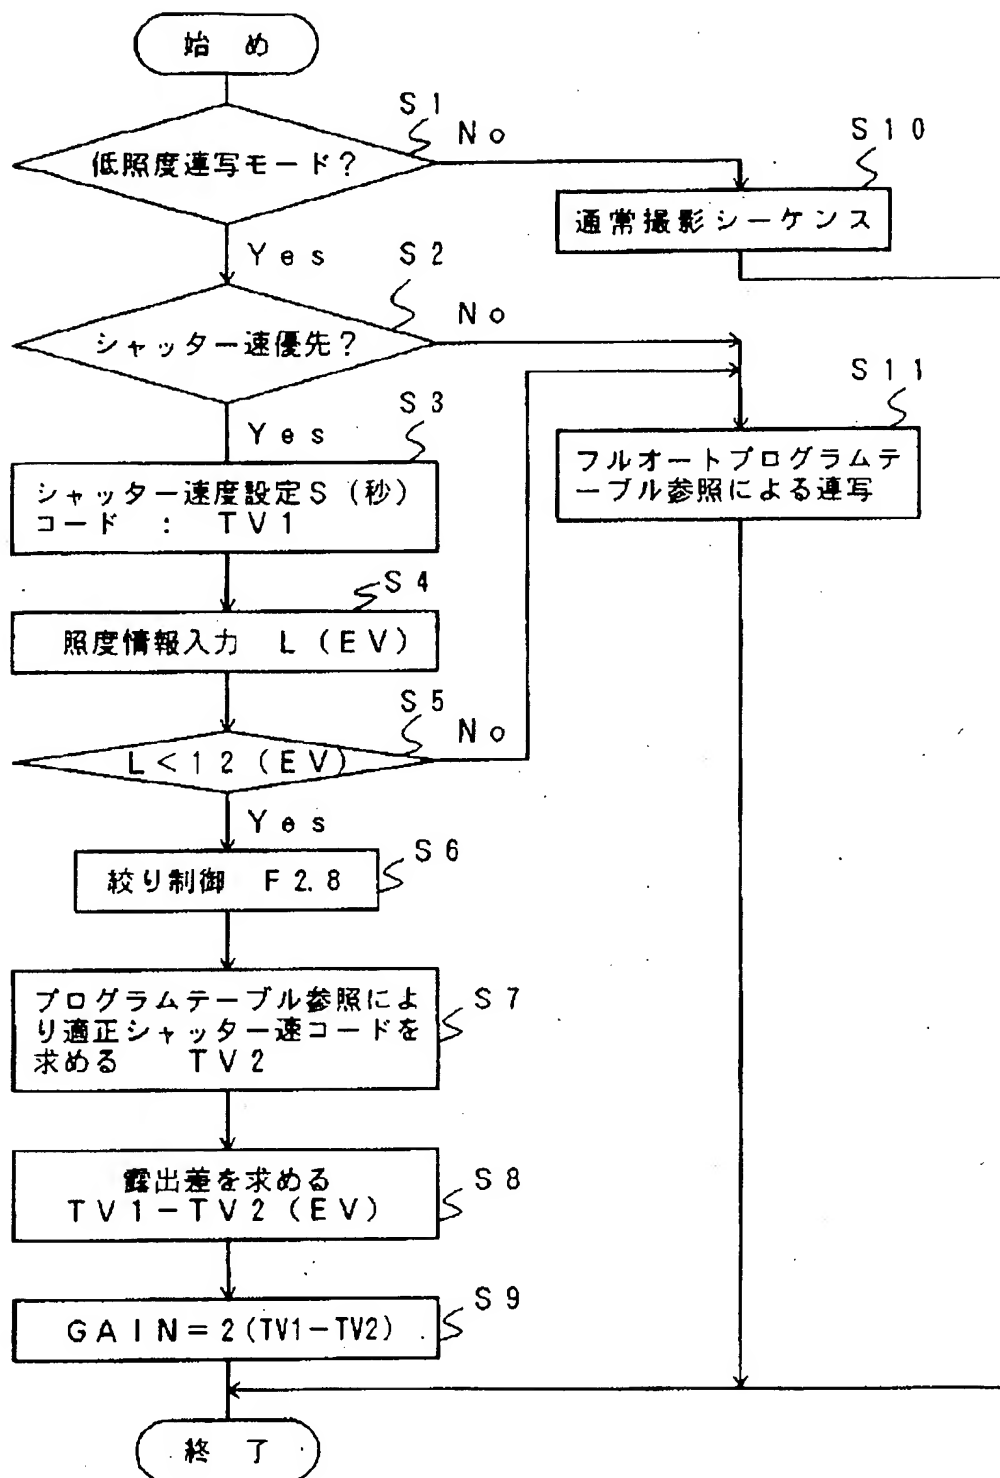 始め
S1
低照度連写モード?
No
S10
通常撮影シーケンス
Yes
S2
シャッター速優先?
No
S11
フルオートプログラムテ
ーブル参照による連写
Yes
S3
シャッター速度設定S(秒)
コード : TV1
S4
照度情報入力 L(EV)
S5
L<12(EV)
No
Yes
S6
絞り制御 F2.8
S7
プログラムテーブル参照によ
り適正シャッター速コードを
求める TV2
S8
露出差を求める
TV1-TV2(EV)
S9
GAIN=2(TV1-TV2)
終了